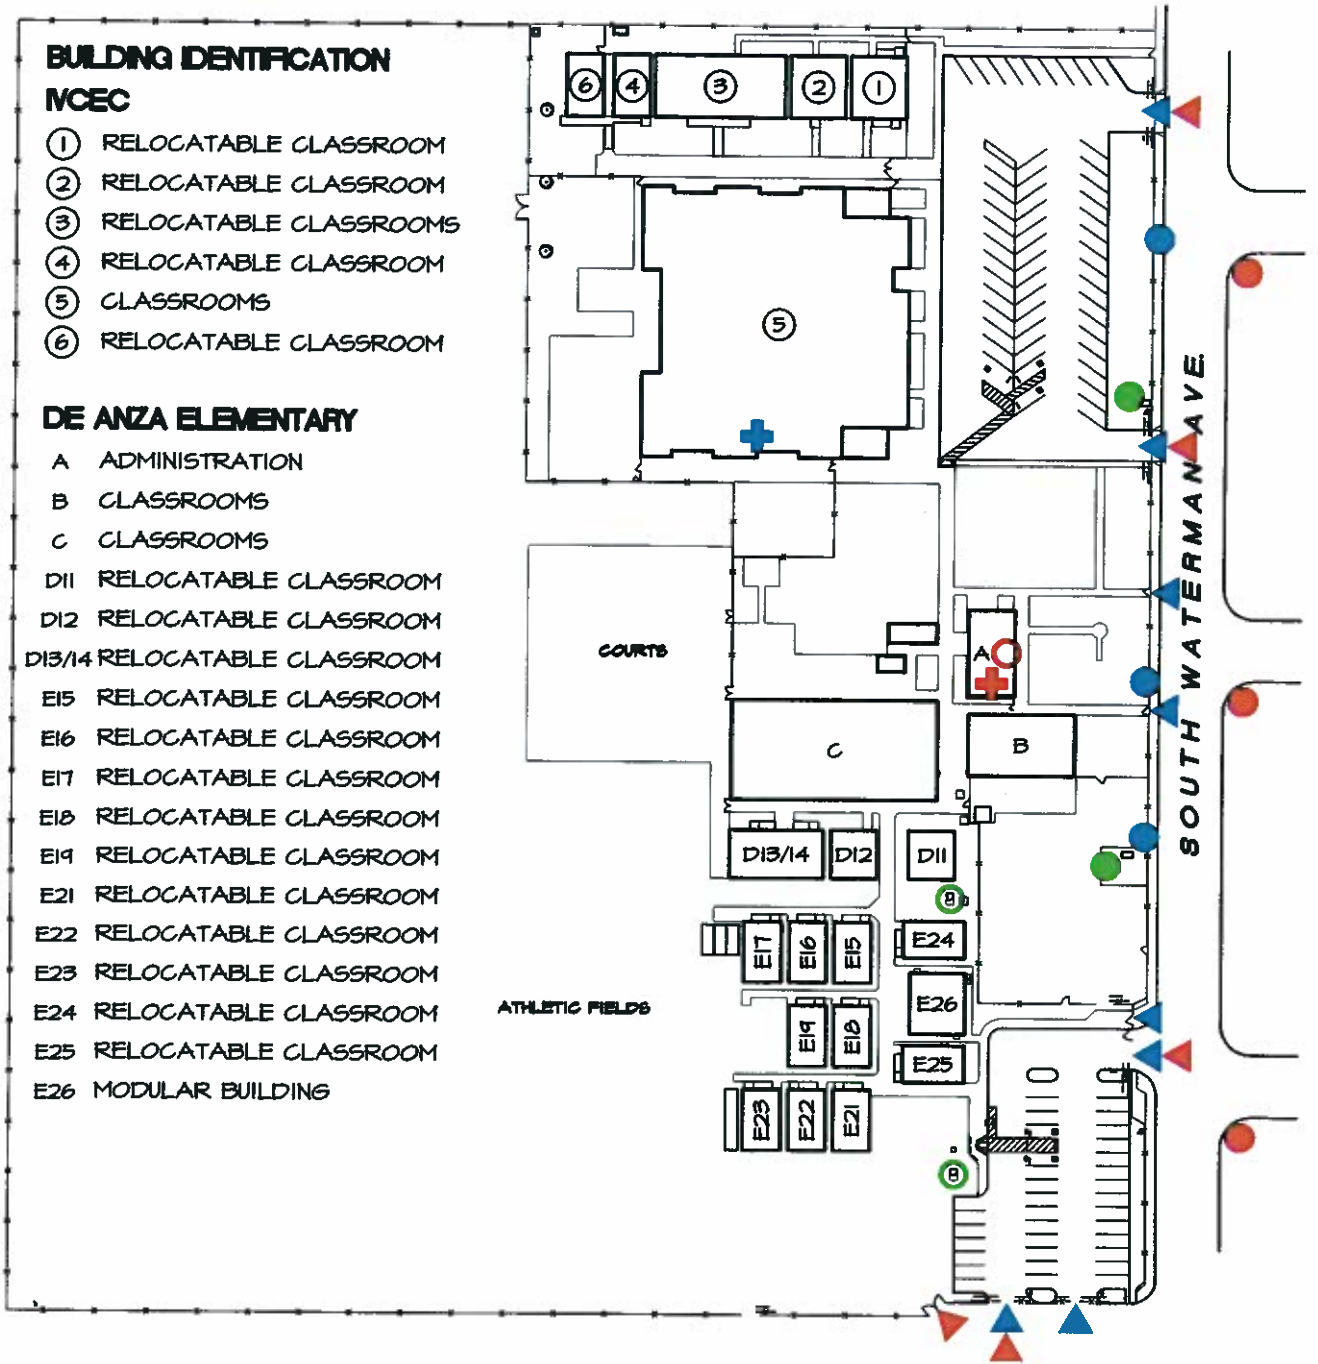 BUILDING IDENTIFICATION
IVCEC
1 RELOCATABLE CLASSROOM
2 RELOCATABLE CLASSROOM
3 RELOCATABLE CLASSROOMS
4 RELOCATABLE CLASSROOM
5 CLASSROOMS
6 RELOCATABLE CLASSROOM
DE ANZA ELEMENTARY
A ADMINISTRATION
B CLASSROOMS
C CLASSROOMS
D11 RELOCATABLE CLASSROOM
D12 RELOCATABLE CLASSROOM
D13/14 RELOCATABLE CLASSROOM
E15 RELOCATABLE CLASSROOM
E16 RELOCATABLE CLASSROOM
E17 RELOCATABLE CLASSROOM
E18 RELOCATABLE CLASSROOM
E19 RELOCATABLE CLASSROOM
E21 RELOCATABLE CLASSROOM
E22 RELOCATABLE CLASSROOM
E23 RELOCATABLE CLASSROOM
E24 RELOCATABLE CLASSROOM
E25 RELOCATABLE CLASSROOM
E26 MODULAR BUILDING
6 4 3 2 1
5
SOUTH WATERMAN AVE.
COURTS
A
C
B
D13/14 D12 D11
B
E17 E16 E15 E24
ATHLETIC FIELDS
E26
E19 E18
E25
E23 E22 E21
B